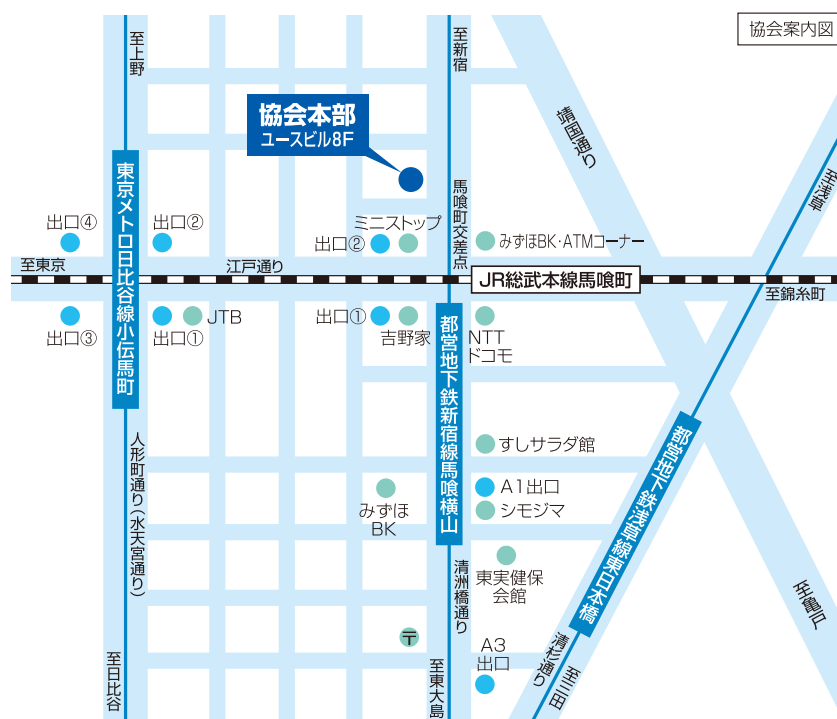 協会案内図
至上野
至新宿
協会本部
ユースビル8F
靖国通り
至浅草
東京メトロ日比谷線小伝馬町
馬喰町交差点
出口④
出口②
ミニストップ
出口②
みずほBK・ATMコーナー
至東京
江戸通り
JR総武本線馬喰町
至錦糸町
出口③
出口①
JTB
出口①
吉野家
NTT
ドコモ
都営地下鉄新宿線馬喰横山
都営地下鉄浅草線東日本橋
人形町通り(水天宮通り)
すしサラダ館
A1出口
シモジマ
みずほ
BK
東実健保
会館
清洲橋通り
至亀戸
〒
A3
出口
清杉通り
至三田
至日比谷
至東大島